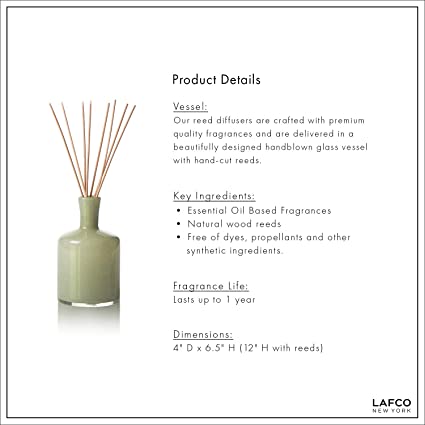 Product Details
Vessel:
Our reed diffusers are crafted with premium
quality fragrances and are delivered in a
beautifully designed handblown glass vessel
with hand-cut reeds.
Key Ingredients:
• Essential Oil Based Fragrances
• Natural wood reeds
• Free of dyes, propellants and other
synthetic ingredients.
Fragrance Life:
Lasts up to 1 year
Dimensions:
4" D x 6.5" H (12" H with reeds)
LAFCO
NEW YORK